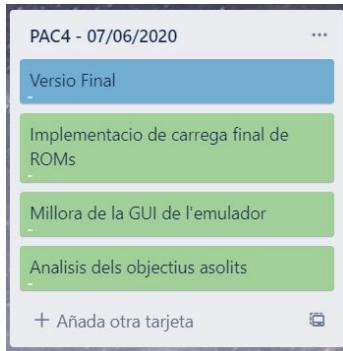 PAC4 - 07/06/2020
Versio Final
Implementacio de carrega final de
ROMs
Millora de la GUI de l'emulador
Analisis dels objectius asolits
+ Añada otra tarjeta